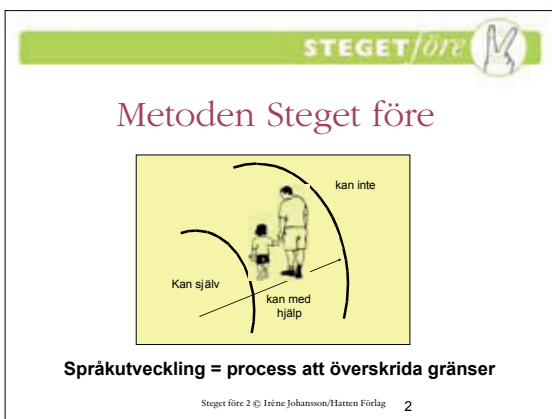 STEGET före
Metoden Steget före
kan inte
Kan själv
kan med
hjälp
Språkutveckling = process att överskrida gränser
Steget före 2 © Irène Johansson/Hatten Förlag 2